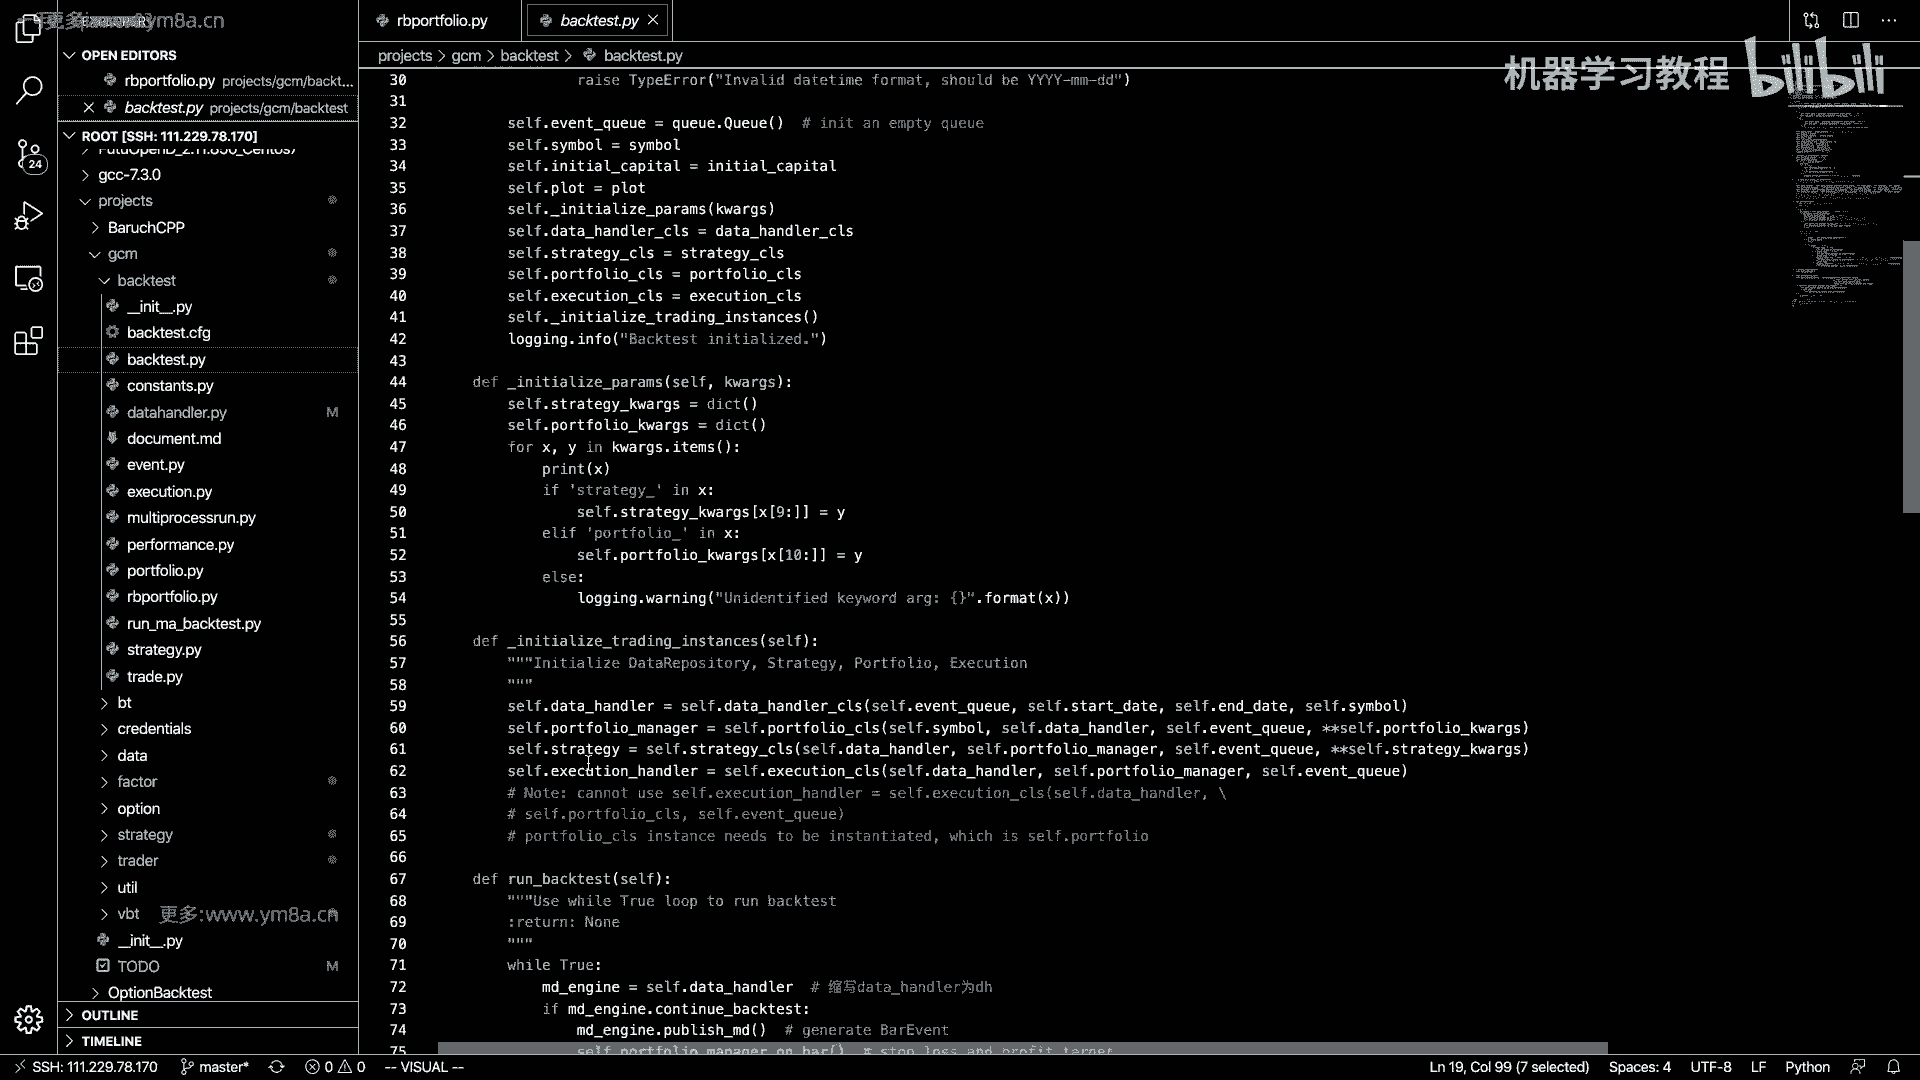 更多:www.ym8a.cn
OPEN EDITORS
rbportfolio.py projects/gcm/backt...
backtest.py projects/gcm/backtest
ROOT [SSH: 111.229.78.170]
gcc-7.3.0
projects
BaruchCPP
gcm
backtest
__init__.py
backtest.cfg
backtest.py
constants.py
datahandler.py M
document.md
event.py
execution.py
multiprocessrun.py
performance.py
portfolio.py
rbportfolio.py
run_ma_backtest.py
strategy.py
trade.py
bt
credentials
data
factor
option
strategy
trader
util
vbt
更多:www.ym8a.cn
__init__.py
TODO M
OptionBacktest
OUTLINE
TIMELINE
rbportfolio.py
backtest.py
projects > gcm > backtest > backtest.py
机器学习教程 bilibili
30 raise TypeError("Invalid datetime format, should be YYYY-mm-dd")
31
32 self.event_queue = queue.Queue()  # init an empty queue
33 self.symbol = symbol
34 self.initial_capital = initial_capital
35 self.plot = plot
36 self._initialize_params(kwargs)
37 self.data_handler_cls = data_handler_cls
38 self.strategy_cls = strategy_cls
39 self.portfolio_cls = portfolio_cls
40 self.execution_cls = execution_cls
41 self._initialize_trading_instances()
42 logging.info("Backtest initialized.")
43
44 def _initialize_params(self, kwargs):
45 self.strategy_kwargs = dict()
46 self.portfolio_kwargs = dict()
47 for x, y in kwargs.items():
48 print(x)
49 if 'strategy_' in x:
50 self.strategy_kwargs[x[9:]] = y
51 elif 'portfolio_' in x:
52 self.portfolio_kwargs[x[10:]] = y
53 else:
54 logging.warning("Unidentified keyword arg: {}".format(x))
55
56 def _initialize_trading_instances(self):
57 """Initialize DataRepository, Strategy, Portfolio, Execution
58 """
59 self.data_handler = self.data_handler_cls(self.event_queue, self.start_date, self.end_date, self.symbol)
60 self.portfolio_manager = self.portfolio_cls(self.symbol, self.data_handler, self.event_queue, **self.portfolio_kwargs)
61 self.strategy = self.strategy_cls(self.data_handler, self.portfolio_manager, self.event_queue, **self.strategy_kwargs)
62 self.execution_handler = self.execution_cls(self.data_handler, self.portfolio_manager, self.event_queue)
63 # Note: cannot use self.execution_handler = self.execution_cls(self.data_handler, \
64 # self.portfolio_cls, self.event_queue)
65 # portfolio_cls instance needs to be instantiated, which is self.portfolio
66
67 def run_backtest(self):
68 """Use while True loop to run backtest
69 :return: None
70 """
71 while True:
72 md_engine = self.data_handler  # 缩写data_handler为dh
73 if md_engine.continue_backtest:
74 md_engine.publish_md()  # generate BarEvent
75 self.portfolio_manager.on_bar()  # stop loss and profit target
24
SSH: 111.229.78.170 master* 0 0 -- VISUAL -- Ln 19, Col 99 (7 selected) Spaces: 4 UTF-8 LF Python